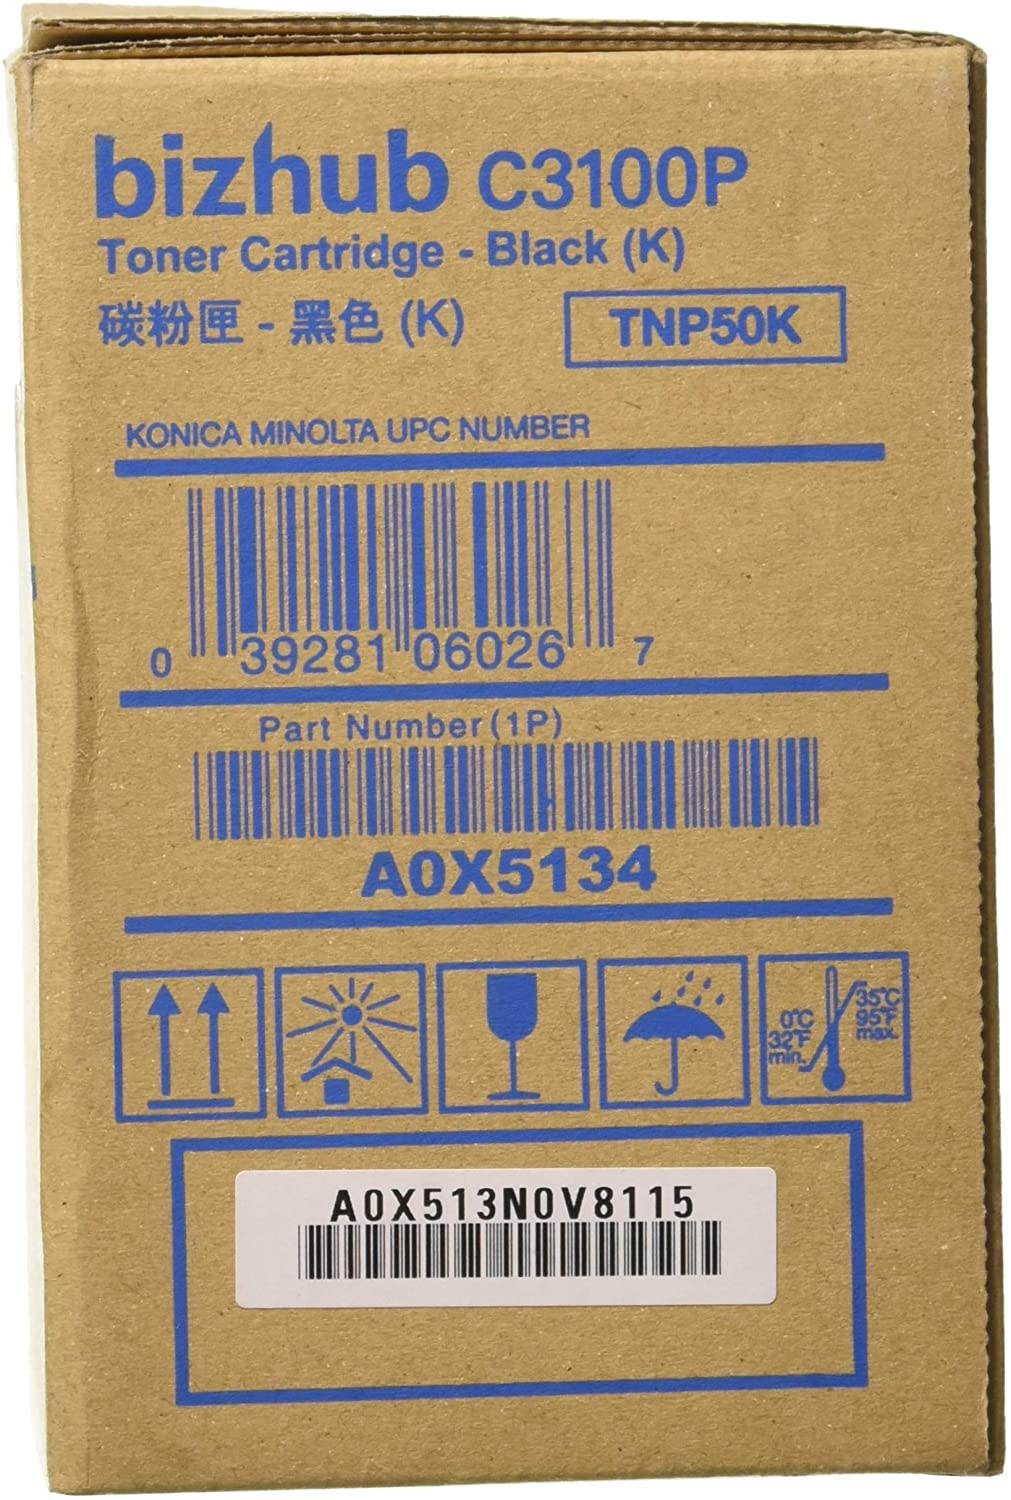 bizhub C3100P
Toner Cartridge - Black (K)
碳粉匣 - 黑色 (K)
TNP50K
KONICA MINOLTA UPC NUMBER
0 39281 06026 7
Part Number (1P)
A0X5134
0°C
32°F
min.
35°C
95°F
max.
A0X513N0V8115